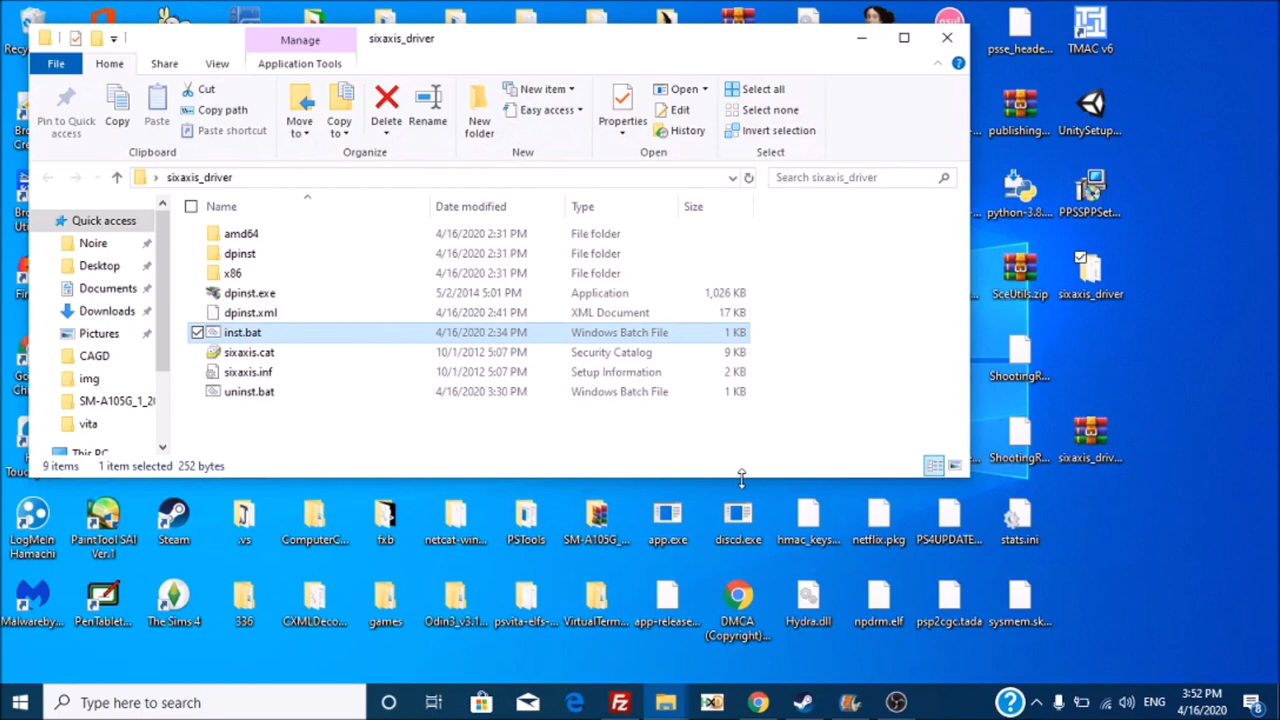 Manage
sixaxis_driver
File
Home
Share
View
Application Tools
Pin to Quick access
Copy
Paste
Cut
Copy path
Paste shortcut
Move to
Copy to
Delete
Rename
New folder
New item
Easy access
Properties
Open
Edit
History
Select all
Select none
Invert selection
Clipboard
Organize
New
Open
Select
sixaxis_driver
Search sixaxis_driver
Quick access
Noire
Desktop
Documents
Downloads
Pictures
CAGD
img
SM-A105G_1_20
vita
This PC
Name
Date modified
Type
Size
amd64 4/16/2020 2:31 PM File folder
dpinst 4/16/2020 2:31 PM File folder
x86 4/16/2020 2:31 PM File folder
dpinst.exe 5/2/2014 5:01 PM Application 1,026 KB
dpinst.xml 4/16/2020 2:41 PM XML Document 17 KB
inst.bat 4/16/2020 2:34 PM Windows Batch File 1 KB
sixaxis.cat 10/1/2012 5:07 PM Security Catalog 9 KB
sixaxis.inf 10/1/2012 5:07 PM Setup Information 2 KB
uninst.bat 4/16/2020 3:30 PM Windows Batch File 1 KB
9 items 1 item selected 252 bytes
psse_heade...
TMAC v6
publishing...
UnitySetup...
python-3.8....
PPSSPPSet...
SceUtils.zip
sixaxis_driver
ShootingR...
ShootingR...
sixaxis_driv...
LogMeIn Hamachi
PaintTool SAI Ver.1
Steam
.vs
ComputerC...
fxb
netcat-win...
PSTools
SM-A105G_...
app.exe
discd.exe
hmac_keys...
netflix.pkg
PS4UPDATE...
stats.ini
Malwareby...
PenTablet...
The Sims 4
336
CXMLDeco...
games
Odin3_v3.1...
psvita-elfs-...
VirtualTerm...
app-release...
DMCA (Copyright)...
Hydra.dll
npdrm.elf
psp2cgc.tada
sysmem.sk...
Type here to search
ENG
3:52 PM
4/16/2020
8